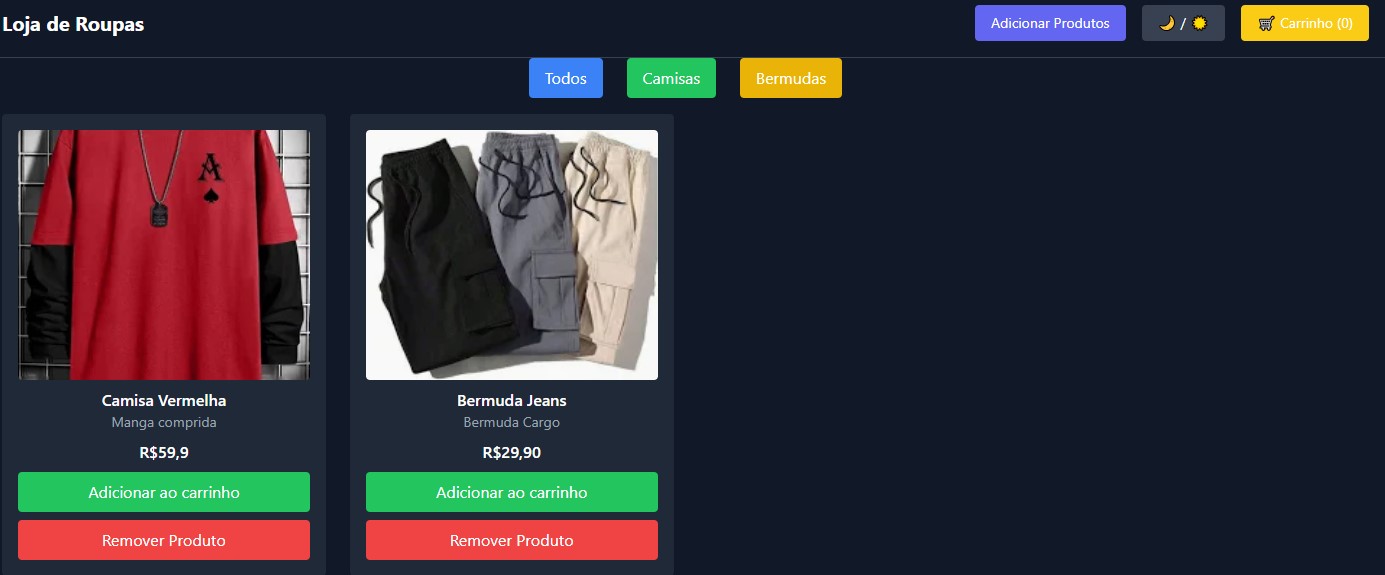 Loja de Roupas
Adicionar Produtos
🌙 / 🌞
🛒 Carrinho (0)
Todos
Camisas
Bermudas
A
Camisa Vermelha
Manga comprida
R$59,9
Adicionar ao carrinho
Remover Produto
Bermuda Jeans
Bermuda Cargo
R$29,90
Adicionar ao carrinho
Remover Produto